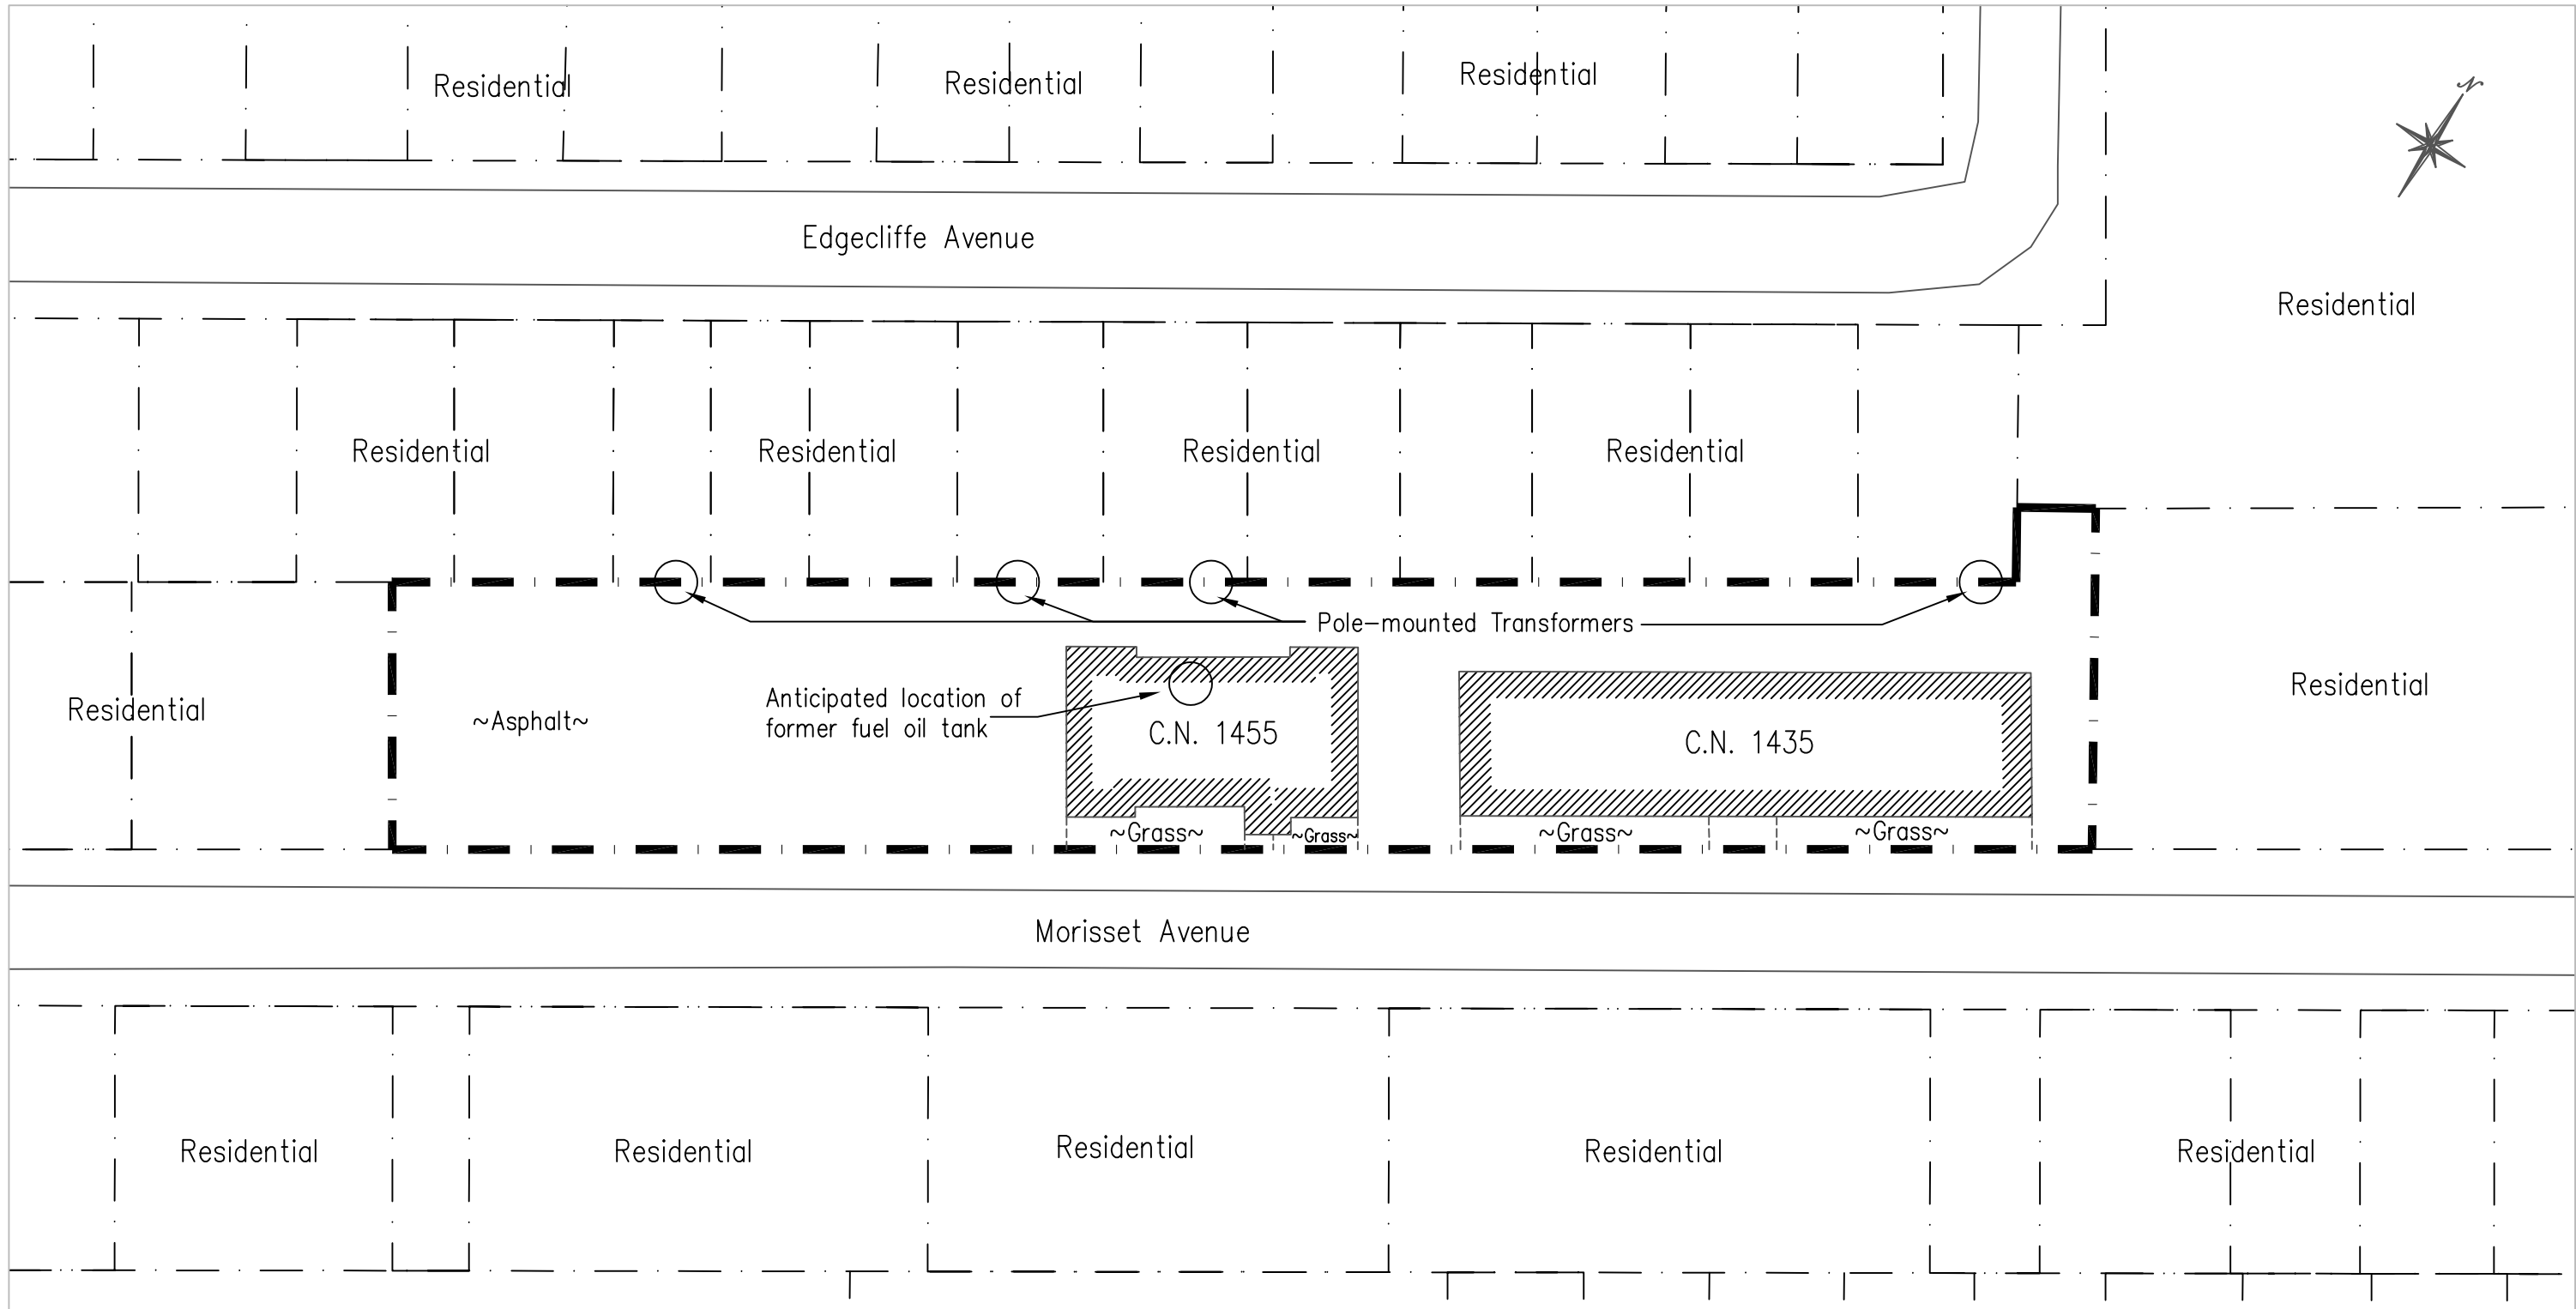 Residential
Residential
Residential
N
Edgecliffe Avenue
Residential
Residential
Residential
Residential
Residential
Pole-mounted Transformers
Residential
~Asphalt~
Anticipated location of
former fuel oil tank
C.N. 1455
C.N. 1435
Residential
~Grass~
~Grass~
~Grass~
~Grass~
Morisset Avenue
Residential
Residential
Residential
Residential
Residential